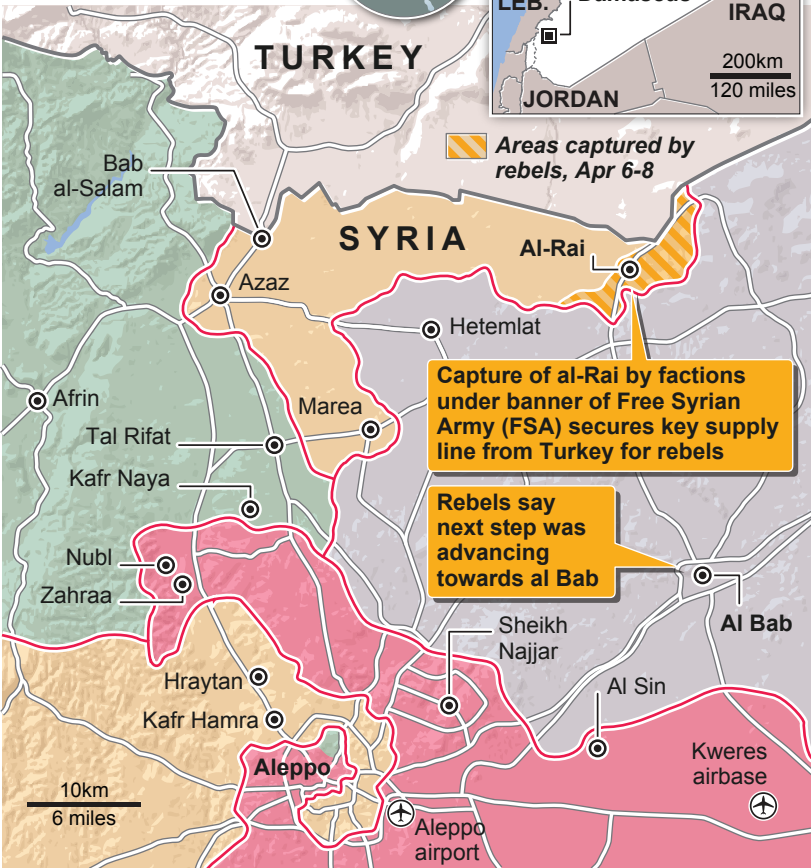 LEB.
Damascus
IRAQ
TURKEY
200km
120 miles
JORDAN
Areas captured by
rebels, Apr 6-8
Bab
al-Salam
SYRIA
Al-Rai
Azaz
Hetemlat
Capture of al-Rai by factions
under banner of Free Syrian
Army (FSA) secures key supply
line from Turkey for rebels
Afrin
Marea
Tal Rifat
Kafr Naya
Rebels say
next step was
advancing
towards al Bab
Nubl
Zahraa
Al Bab
Sheikh
Najjar
Hraytan
Al Sin
Kafr Hamra
Aleppo
Kweres
airbase
10km
6 miles
Aleppo
airport